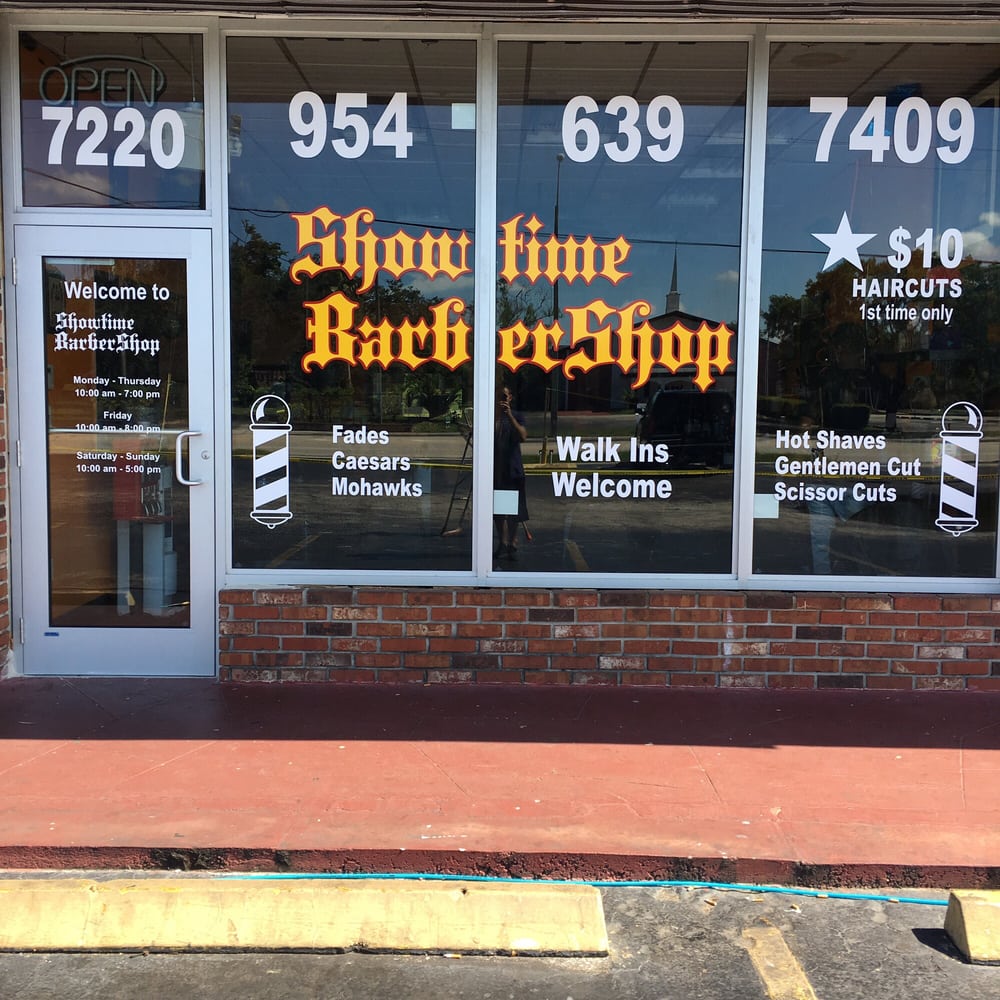 OPEN
7220
954 639 7409
Showtime
BarberShop
$10
HAIRCUTS
1st time only
Welcome to
Showtime
BarberShop
Monday - Thursday
10:00 am - 7:00 pm
Friday
10:00 am - 8:00 pm
Saturday - Sunday
10:00 am - 5:00 pm
Fades
Caesars
Mohawks
Walk Ins
Welcome
Hot Shaves
Gentlemen Cut
Scissor Cuts